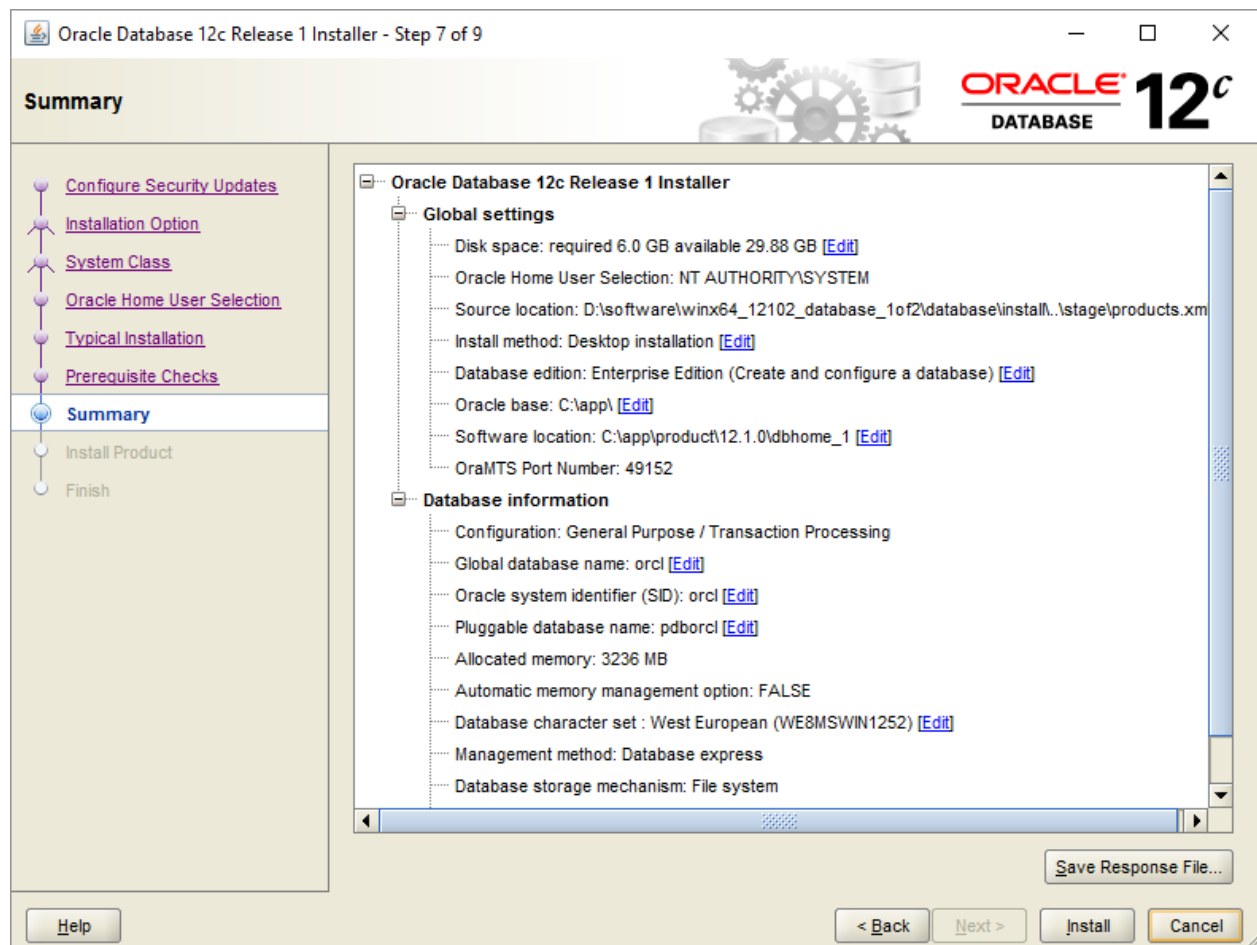 Oracle Database 12c Release 1 Installer - Step 7 of 9
Summary
ORACLE
DATABASE
12c
Configure Security Updates
Installation Option
System Class
Oracle Home User Selection
Typical Installation
Prerequisite Checks
Summary
Install Product
Finish
Oracle Database 12c Release 1 Installer
Global settings
Disk space: required 6.0 GB available 29.88 GB [Edit]
Oracle Home User Selection: NT AUTHORITY\SYSTEM
Source location: D:\software\winx64_12102_database_1of2\database\install\..\stage\products.xm
Install method: Desktop installation [Edit]
Database edition: Enterprise Edition (Create and configure a database) [Edit]
Oracle base: C:\app\ [Edit]
Software location: C:\app\product\12.1.0\dbhome_1 [Edit]
OraMTS Port Number: 49152
Database information
Configuration: General Purpose / Transaction Processing
Global database name: orcl [Edit]
Oracle system identifier (SID): orcl [Edit]
Pluggable database name: pdborcl [Edit]
Allocated memory: 3236 MB
Automatic memory management option: FALSE
Database character set : West European (WE8MSWIN1252) [Edit]
Management method: Database express
Database storage mechanism: File system
Save Response File...
Help
< Back
Next >
Install
Cancel